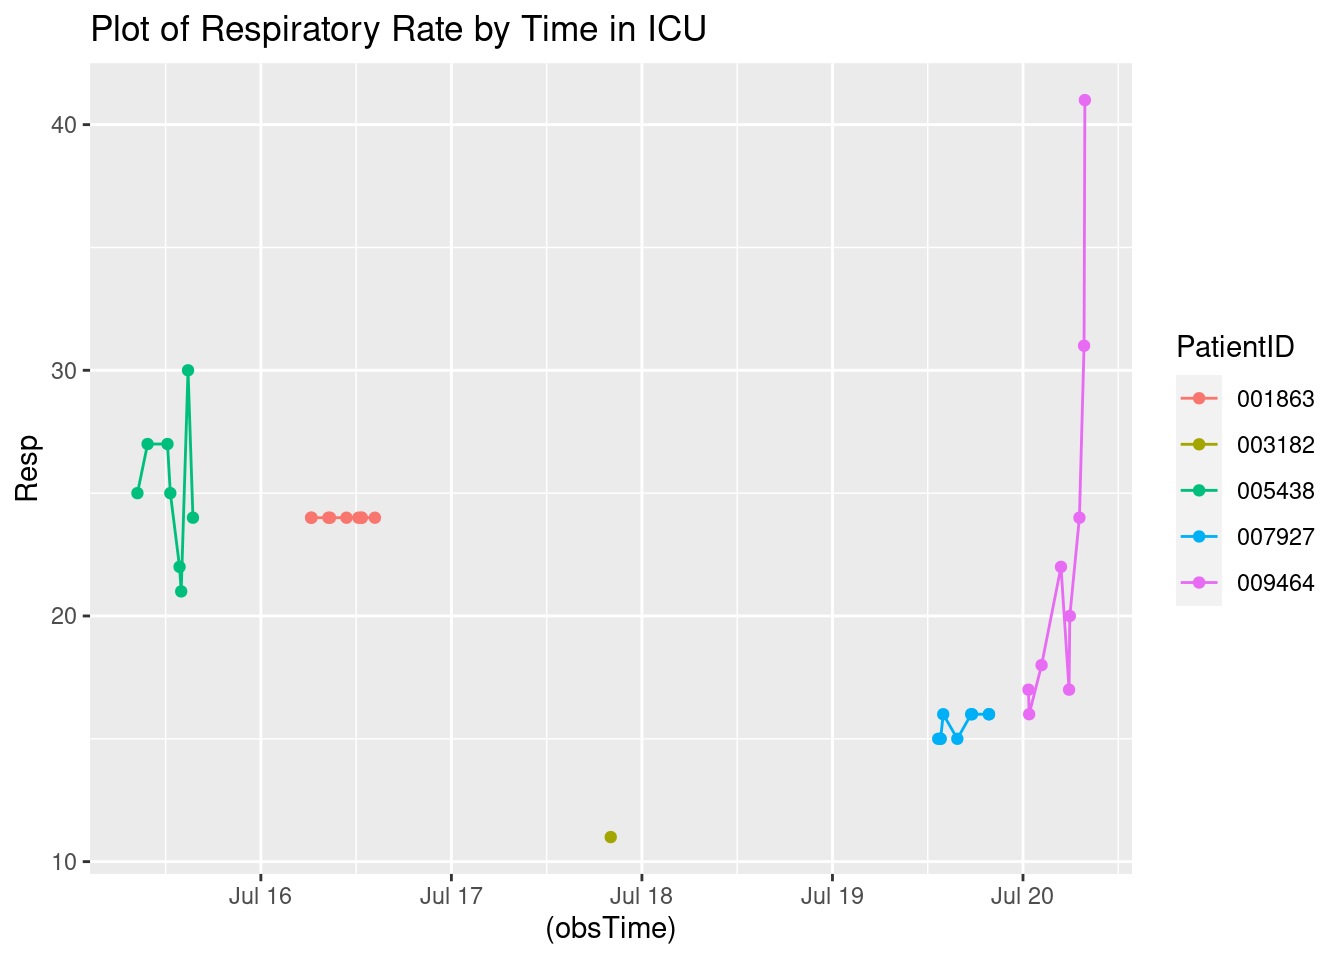 Plot of Respiratory Rate by Time in ICU
40
30
20
10
Resp
Jul 16 Jul 17 Jul 18 Jul 19 Jul 20
(obsTime)
PatientID
001863
003182
005438
007927
009464